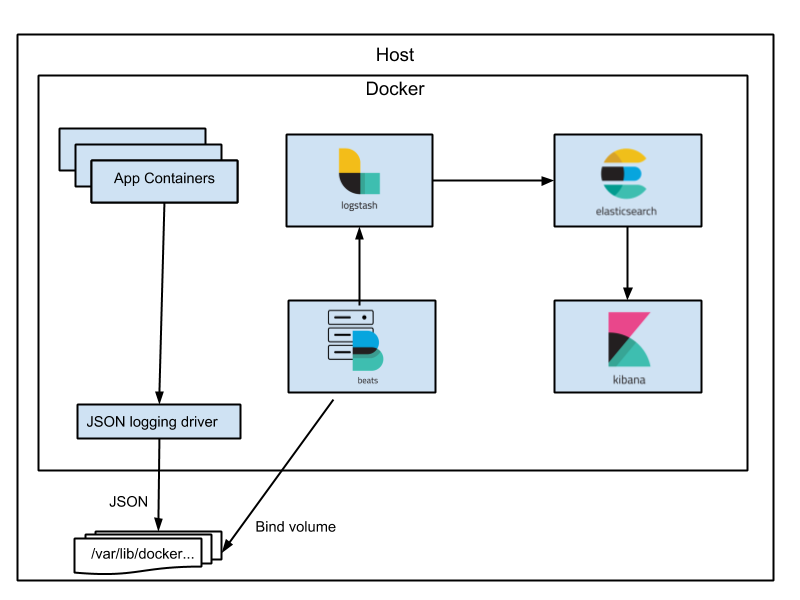 Host
Docker
App Containers
logstash
elasticsearch
beats
kibana
JSON logging driver
JSON
Bind volume
/var/lib/docker...